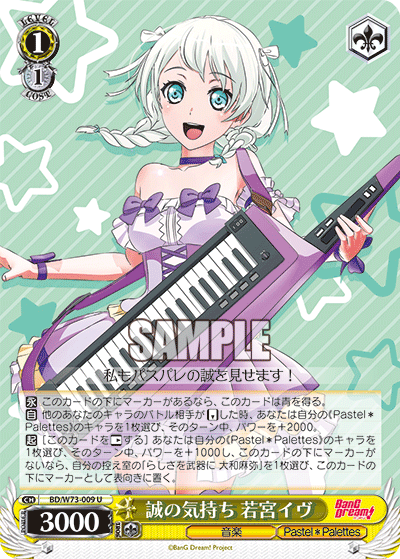 LEVEL
1
1
COST
SAMPLE
私もパスパレの誠を見せます！
永 このカードの下にマーカーがあるなら、このカードは青を得る。
自 他のあなたのキャラのバトル相手が【,】した時、あなたは自分の《Pastel＊
Palettes》のキャラを1枚選び、そのターン中、パワーを＋2000。
自 ［このカードを【】する］ あなたは自分の《Pastel＊Palettes》のキャラを1
枚選び、そのターン中、パワーを＋1000し、このカードの下にマーカーが
ないなら、自分の控え室の「らしさを武器に 大和麻弥」を1枚選び、このカード
の下にマーカーとして表向きに置く。
CH BD/W73-009 U
誠の気持ち 若宮イヴ
BanG Dream!
3000
音楽
Pastel＊Palettes
©BanG Dream! Project